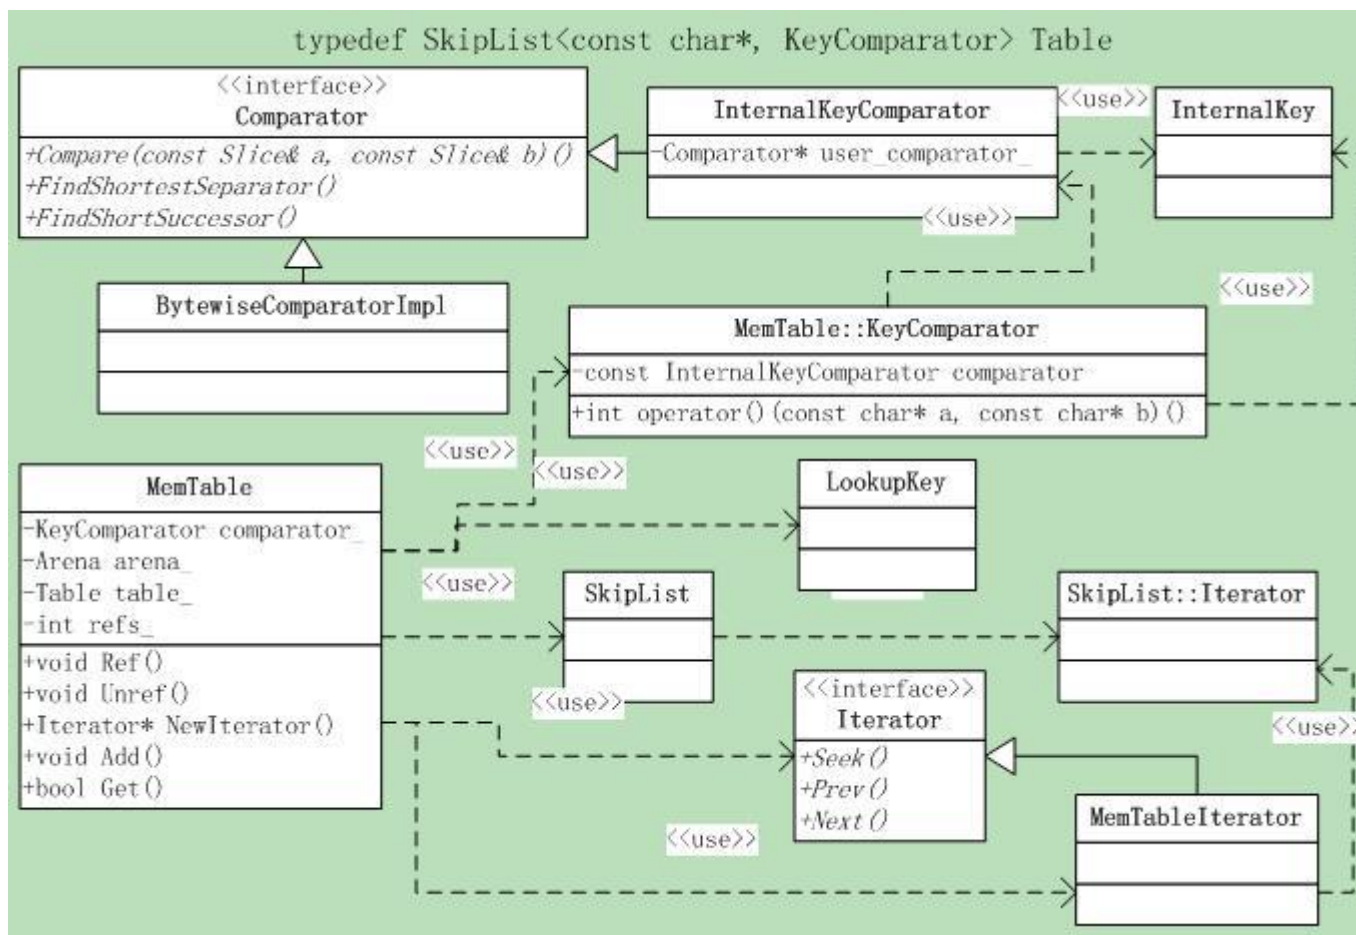 typedef SkipList<const char*, KeyComparator> Table
<<interface>>
Comparator
+Compare(const Slice& a, const Slice& b)()
+FindShortestSeparator()
+FindShortSuccessor()
InternalKeyComparator
-Comparator* user_comparator_
<<use>>
InternalKey
<<use>>
BytewiseComparatorImpl
<<use>>
MemTable::KeyComparator
-const InternalKeyComparator comparator
+int operator()(const char* a, const char* b)()
<<use>>
<<use>>
MemTable
-KeyComparator comparator_
-Arena arena_
-Table table_
-int refs_
+void Ref()
+void Unref()
+Iterator* NewIterator()
+void Add()
+bool Get()
LookupKey
<<use>>
SkipList
SkipList::Iterator
<<use>>
<<interface>>
Iterator
+Seek()
+Prev()
+Next()
<<use>>
<<use>>
MemTableIterator